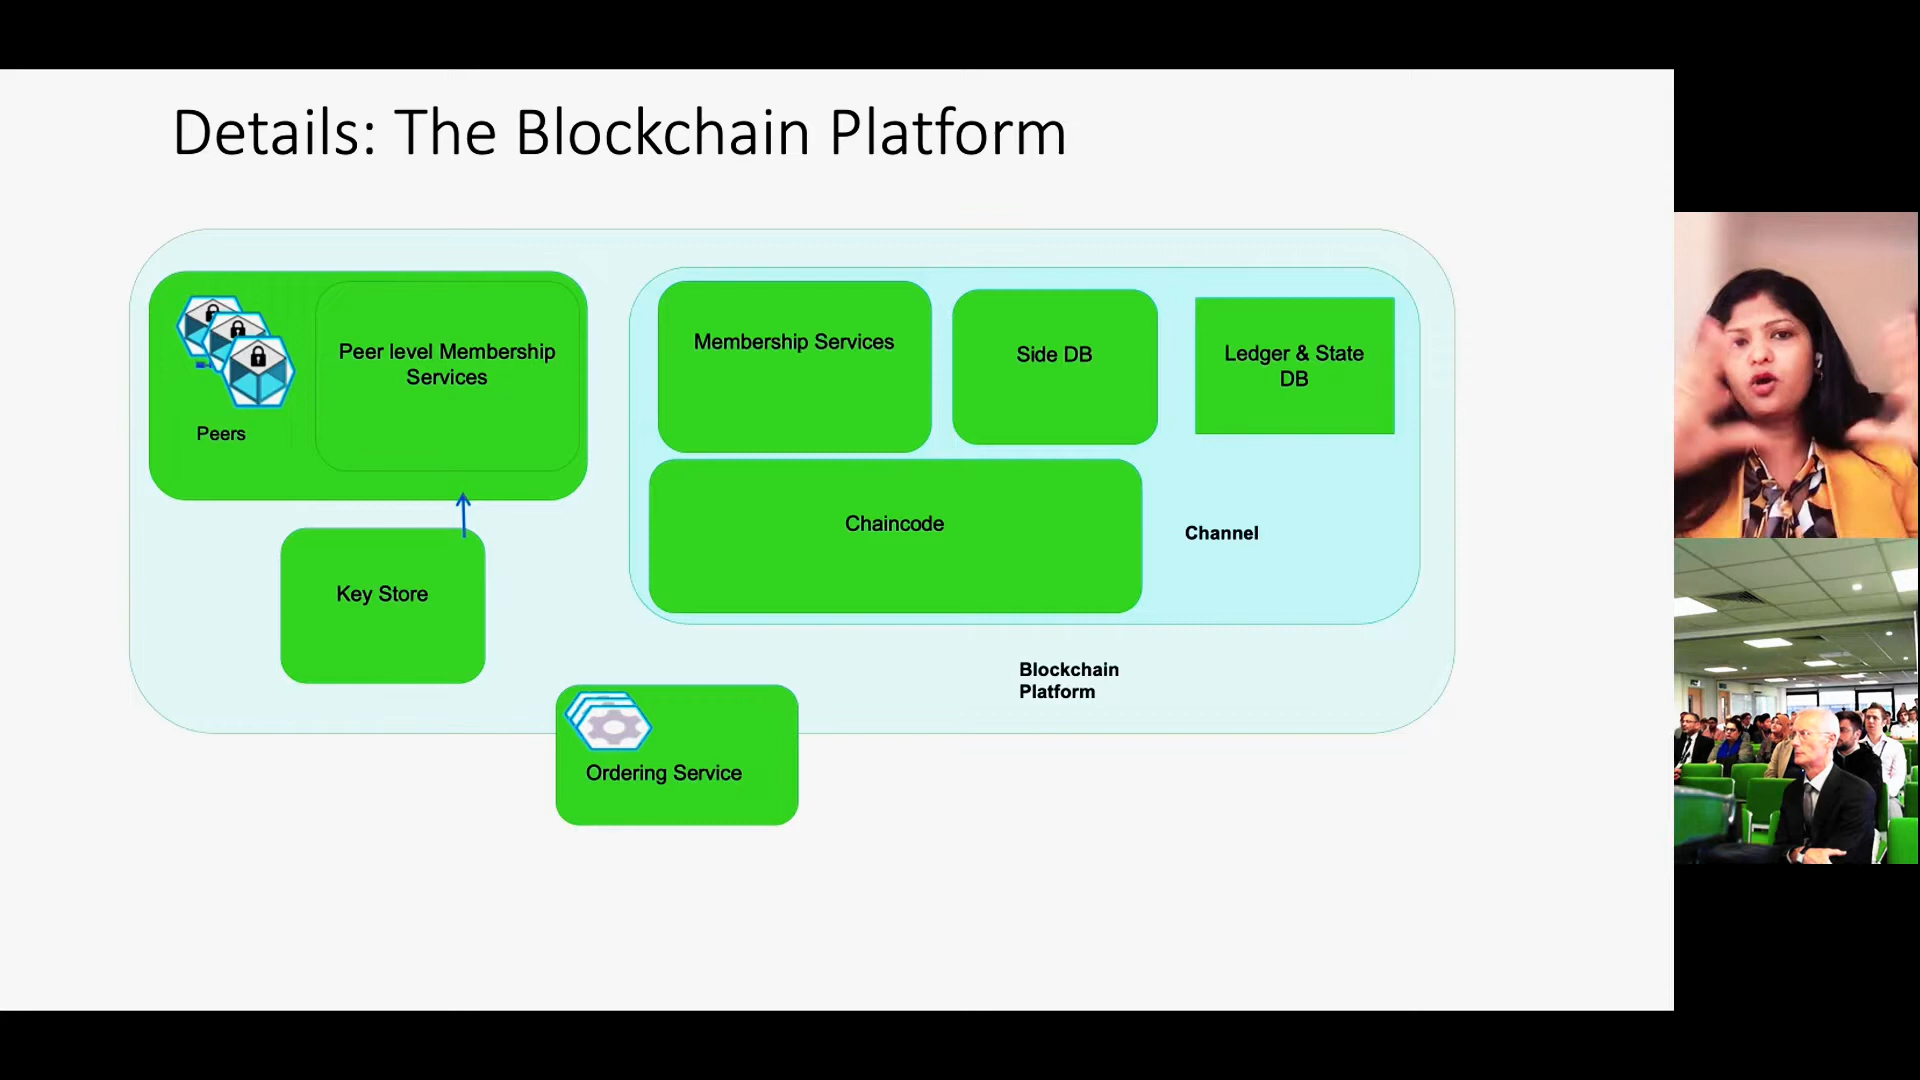 Details: The Blockchain Platform
Peer level Membership
Services
Peers
Membership Services
Side DB
Ledger & State
DB
Chaincode
Channel
Key Store
Blockchain
Platform
Ordering Service